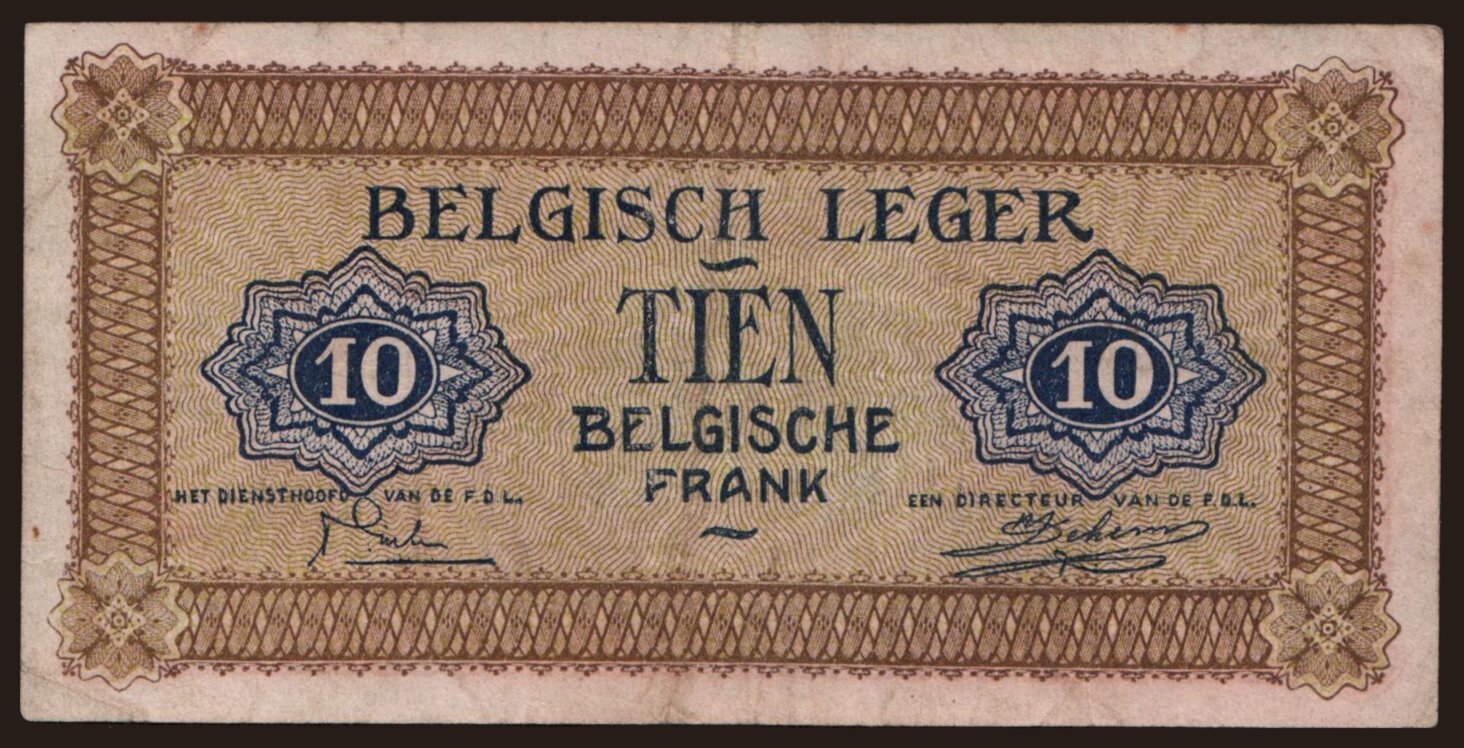 BELGISCH LEGER
TIEN
10
10
BELGISCHE
FRANK
HET DIENSTHOOFD VAN DE F.D.L.
EEN DIRECTEUR VAN DE F.D.L.